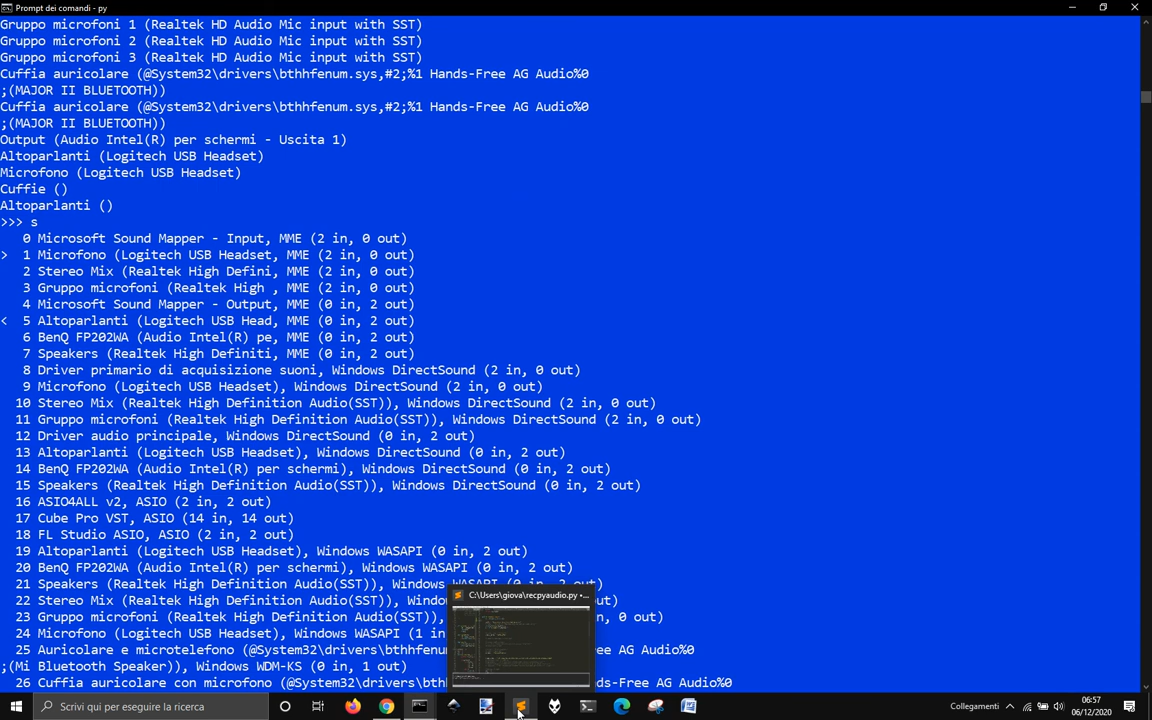 Prompt dei comandi - py
Gruppo microfoni 1 (Realtek HD Audio Mic input with SST)
Gruppo microfoni 2 (Realtek HD Audio Mic input with SST)
Gruppo microfoni 3 (Realtek HD Audio Mic input with SST)
Cuffia auricolare (@System32\drivers\bthhfenum.sys,#2;%1 Hands-Free AG Audio%0
;(MAJOR II BLUETOOTH))
Cuffia auricolare (@System32\drivers\bthhfenum.sys,#2;%1 Hands-Free AG Audio%0
;(MAJOR II BLUETOOTH))
Output (Audio Intel(R) per schermi - Uscita 1)
Altoparlanti (Logitech USB Headset)
Microfono (Logitech USB Headset)
Cuffie ()
Altoparlanti ()
>>> s
0 Microsoft Sound Mapper - Input, MME (2 in, 0 out)
> 1 Microfono (Logitech USB Headset, MME (2 in, 0 out)
2 Stereo Mix (Realtek High Defini, MME (2 in, 0 out)
3 Gruppo microfoni (Realtek High , MME (2 in, 0 out)
4 Microsoft Sound Mapper - Output, MME (0 in, 2 out)
< 5 Altoparlanti (Logitech USB Head, MME (0 in, 2 out)
6 BenQ FP202WA (Audio Intel(R) pe, MME (0 in, 2 out)
7 Speakers (Realtek High Definiti, MME (0 in, 2 out)
8 Driver primario di acquisizione suoni, Windows DirectSound (2 in, 0 out)
9 Microfono (Logitech USB Headset), Windows DirectSound (2 in, 0 out)
10 Stereo Mix (Realtek High Definition Audio(SST)), Windows DirectSound (2 in, 0 out)
11 Gruppo microfoni (Realtek High Definition Audio(SST)), Windows DirectSound (2 in, 0 out)
12 Driver audio principale, Windows DirectSound (0 in, 2 out)
13 Altoparlanti (Logitech USB Headset), Windows DirectSound (0 in, 2 out)
14 BenQ FP202WA (Audio Intel(R) per schermi), Windows DirectSound (0 in, 2 out)
15 Speakers (Realtek High Definition Audio(SST)), Windows DirectSound (0 in, 2 out)
16 ASIO4ALL v2, ASIO (2 in, 2 out)
17 Cube Pro VST, ASIO (14 in, 14 out)
18 FL Studio ASIO, ASIO (2 in, 2 out)
19 Altoparlanti (Logitech USB Headset), Windows WASAPI (0 in, 2 out)
20 BenQ FP202WA (Audio Intel(R) per schermi), Windows WASAPI (0 in, 2 out)
21 Speakers (Realtek High Definition Audio(SST)), Windows WASAPI (0 in, 2 out)
C:\Users\giova\recpyaudio.py •...
22 Stereo Mix (Realtek High Definition Audio(SST)), Windo out)
23 Gruppo microfoni (Realtek High Definition Audio(SST)), , 0 out)
24 Microfono (Logitech USB Headset), Windows WASAPI (1 in
25 Auricolare e microtelefono (@System32\drivers\bthhfenu ee AG Audio%0
;(Mi Bluetooth Speaker)), Windows WDM-KS (0 in, 1 out)
26 Cuffia auricolare con microfono (@System32\drivers\bth -Free AG Audio%0
Scrivi qui per eseguire la ricerca
Collegamenti
06:57
06/12/2020